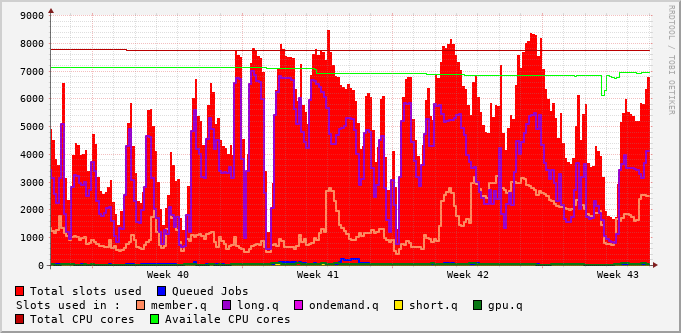 RRDTOOL / TOBI OETIKER
9000
8000
7000
6000
5000
4000
3000
2000
1000
0
Week 40 Week 41 Week 42 Week 43
Total slots used Queued Jobs
Slots used in : member.q long.q ondemand.q short.q gpu.q
Total CPU cores Availale CPU cores